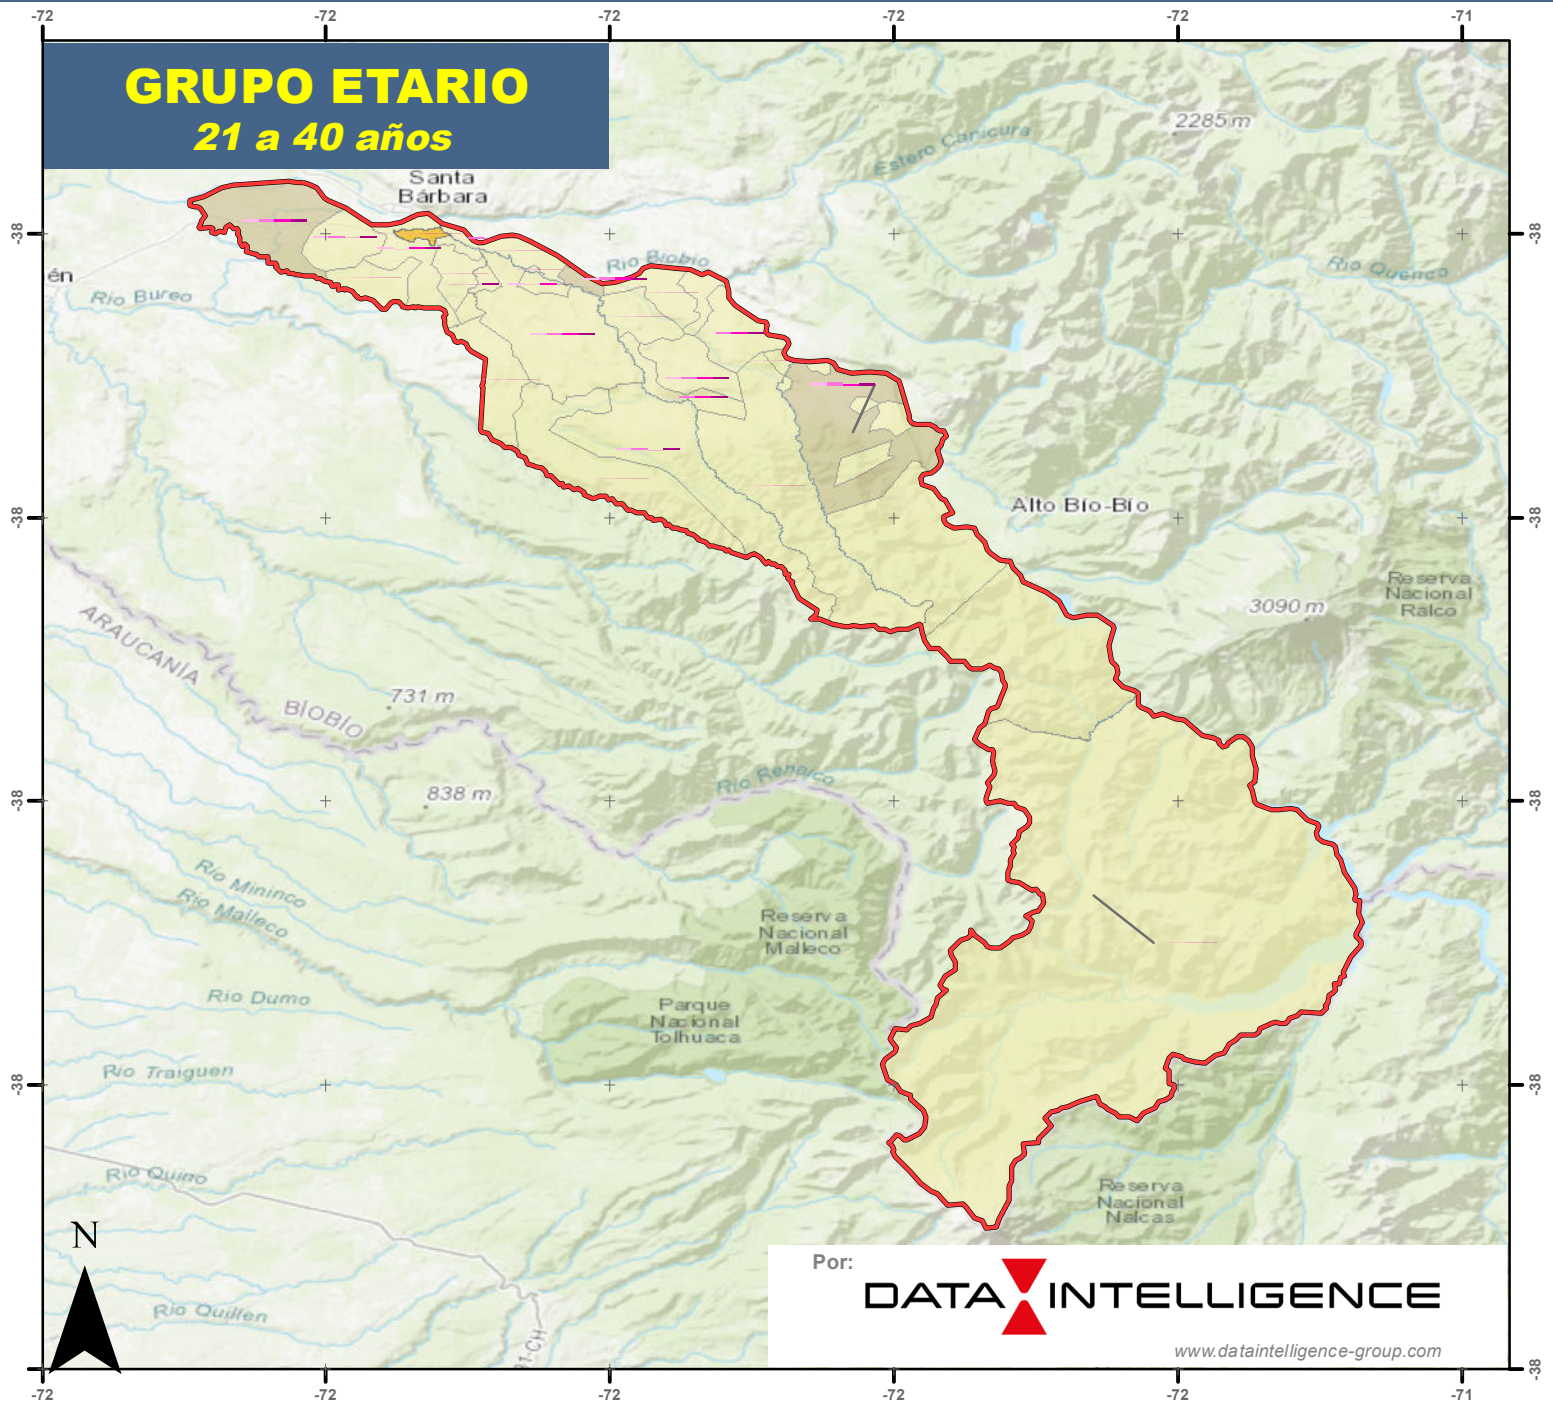 -72 -72 -72 -72 -72 -71
GRUPO ETARIO
21 a 40 años
Santa
Bárbara
Estero Canicura
2285 m
-38 -38
én
Río Bureo
Río Biobío
Río Queuco
-38 -38
Alto Bío-Bío
Reserva
Nacional
Ralco
3090 m
ARAUCANÍA
BIOBÍO
731 m
Río Renaico
838 m
-38 -38
Río Mininco
Río Malleco
Reserva
Nacional
Malleco
Río Dumo
Parque
Nacional
Tolhuaca
Río Traiguen
-38 -38
Río Quino
Reserva
Nacional
Nalcas
N
Río Quillen
91-CH
Por:
DATA INTELLIGENCE
www.dataintelligence-group.com
-38
-72 -72 -72 -72 -72 -71